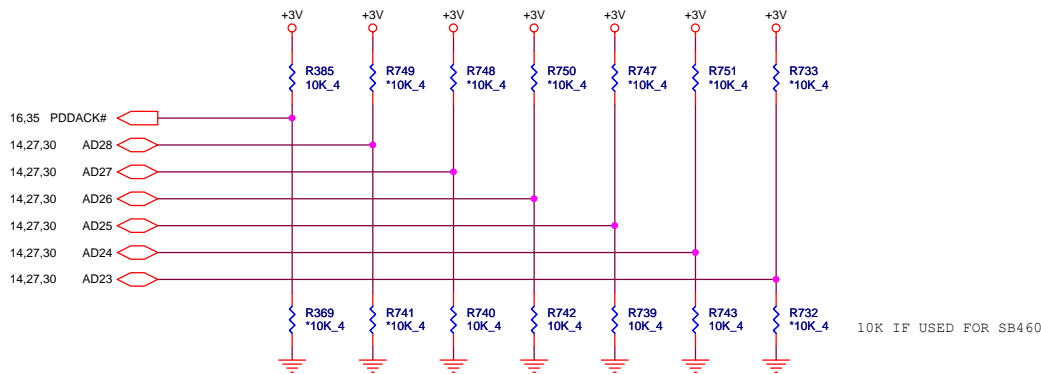 +3V +3V +3V +3V +3V +3V +3V
R385 R749 R748 R750 R747 R751 R733
10K_4 *10K_4 *10K_4 *10K_4 *10K_4 *10K_4 *10K_4
16,35 PDDACK#
14,27,30 AD28
14,27,30 AD27
14,27,30 AD26
14,27,30 AD25
14,27,30 AD24
14,27,30 AD23
R369 R741 R740 R742 R739 R743 R732
*10K_4 *10K_4 10K_4 10K_4 10K_4 10K_4 *10K_4
10K IF USED FOR SB460